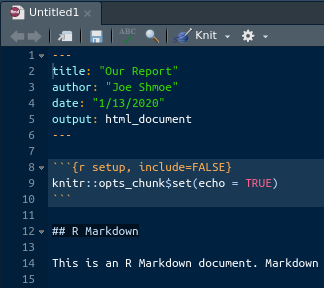 Untitled1
ABC
Knit
1 ---
2 title: "Our Report"
3 author: "Joe Shmoe"
4 date: "1/13/2020"
5 output: html_document
6 ---
7
8 ```{r setup, include=FALSE}
9 knitr::opts_chunk$set(echo = TRUE)
10 ```
11
12 ## R Markdown
13
14 This is an R Markdown document. Markdown
15